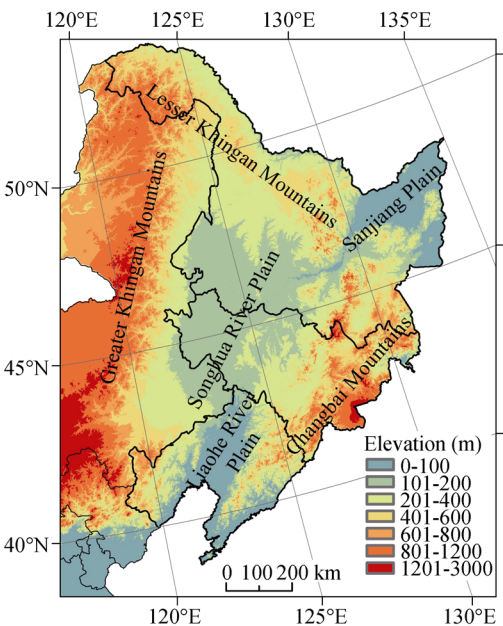 120°E 125°E 130°E 135°E
Lesser Khingan Mountains
50°N
Sanjiang Plain
Greater Khingan Mountains
Songhua River Plain
45°N
Changbai Mountains
Liaohe River
Plain
Elevation (m)
0-100
101-200
201-400
401-600
601-800
801-1200
1201-3000
40°N
0 100 200 km
120°E 125°E 130°E